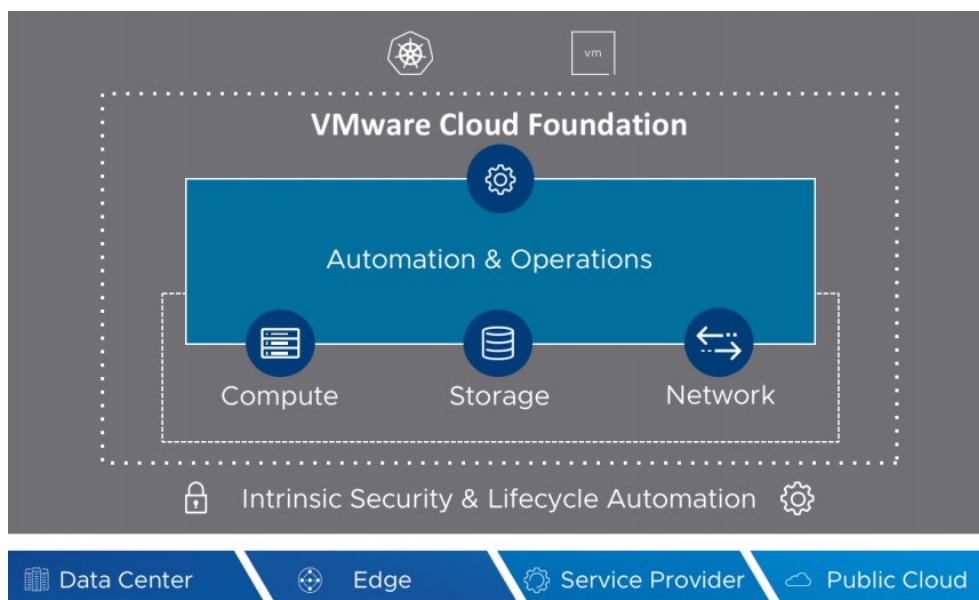 vm
VMware Cloud Foundation
Automation & Operations
Compute
Storage
Network
Intrinsic Security & Lifecycle Automation
Data Center
Edge
Service Provider
Public Cloud